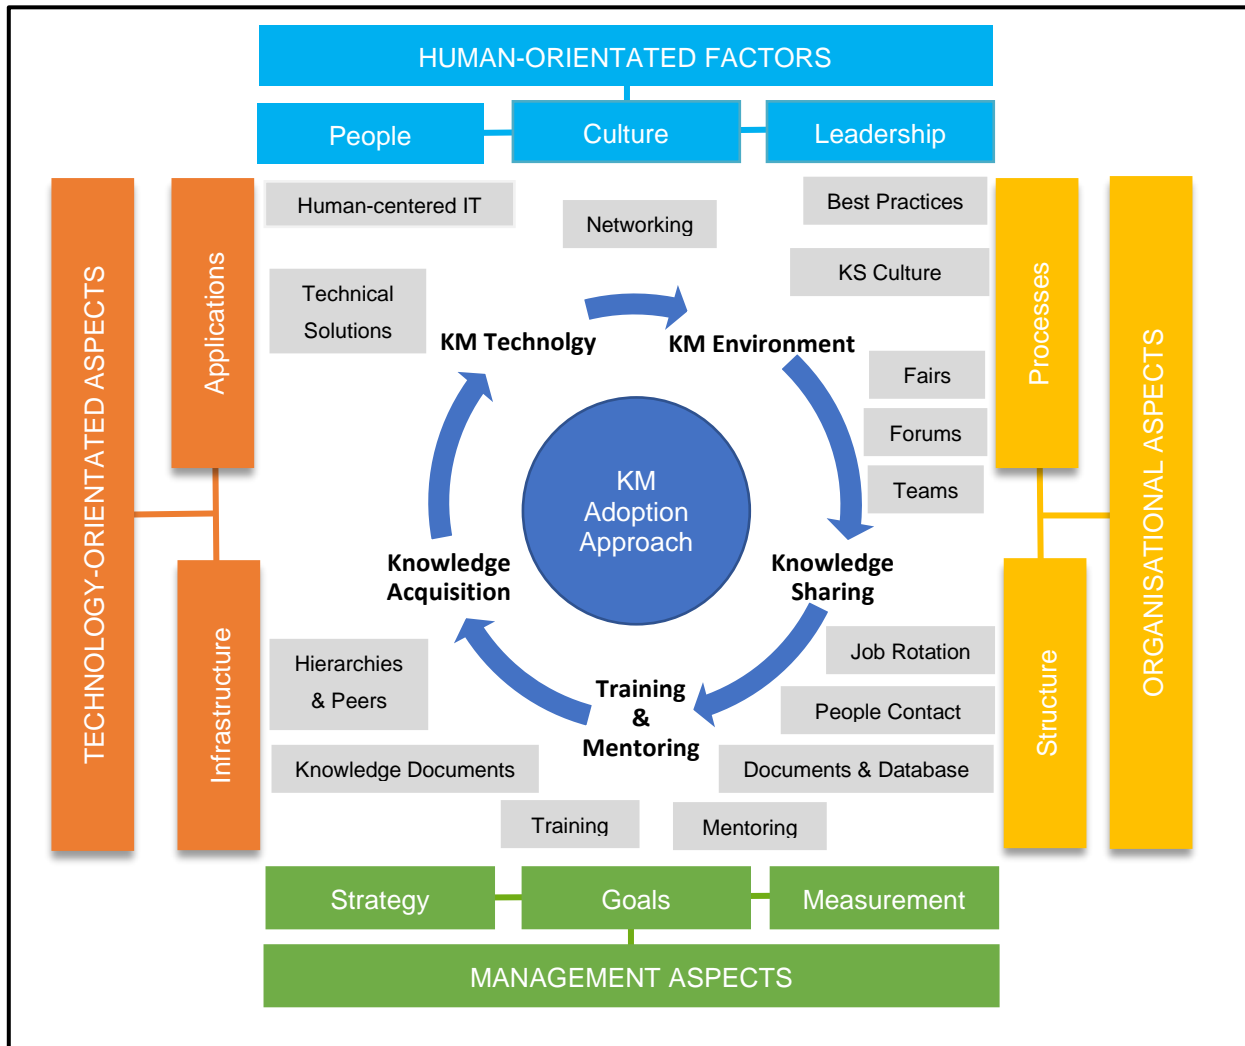 HUMAN-ORIENTATED FACTORS
People
Culture
Leadership
TECHNOLOGY-ORIENTATED ASPECTS
Applications
Infrastructure
Human-centered IT
Networking
Best Practices
KS Culture
Technical
Solutions
KM Technolgy
KM Environment
Fairs
Forums
Teams
KM
Adoption
Approach
Knowledge
Acquisition
Knowledge
Sharing
Hierarchies
& Peers
Training
&
Mentoring
Job Rotation
People Contact
Knowledge Documents
Documents & Database
Training
Mentoring
Processes
Structure
ORGANISATIONAL ASPECTS
Strategy
Goals
Measurement
MANAGEMENT ASPECTS